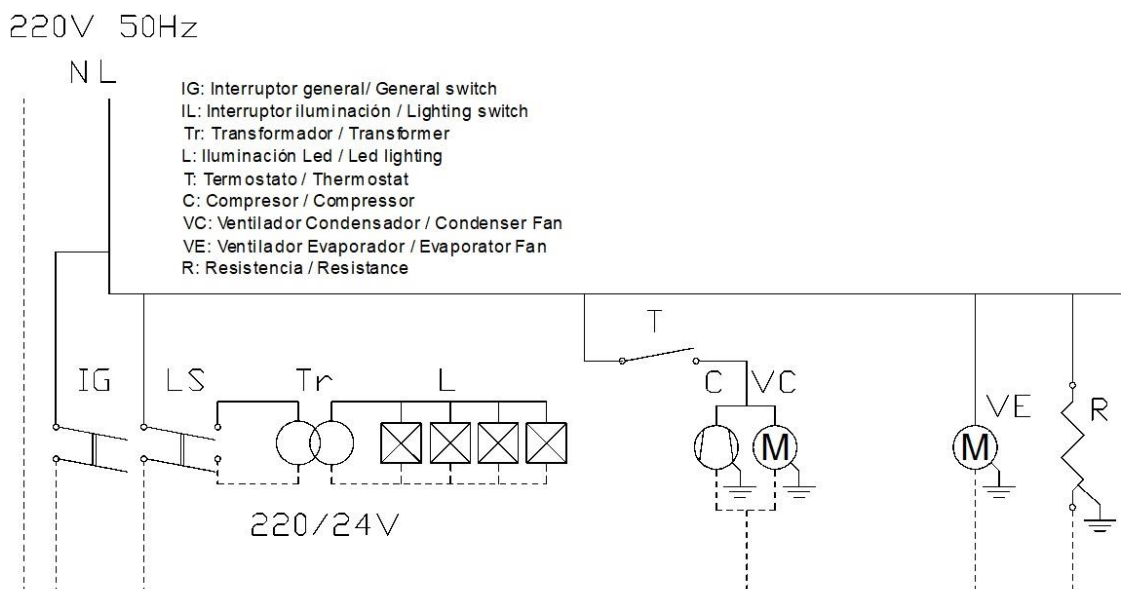 220V 50Hz
N L
IG: Interruptor general/ General switch
IL: Interruptor iluminación / Lighting switch
Tr: Transformador / Transformer
L: Iluminación Led / Led lighting
T: Termostato / Thermostat
C: Compresor / Compressor
VC: Ventilador Condensador / Condenser Fan
VE: Ventilador Evaporador / Evaporator Fan
R: Resistencia / Resistance
T
IG LS Tr L C VC VE R
M M
220/24V